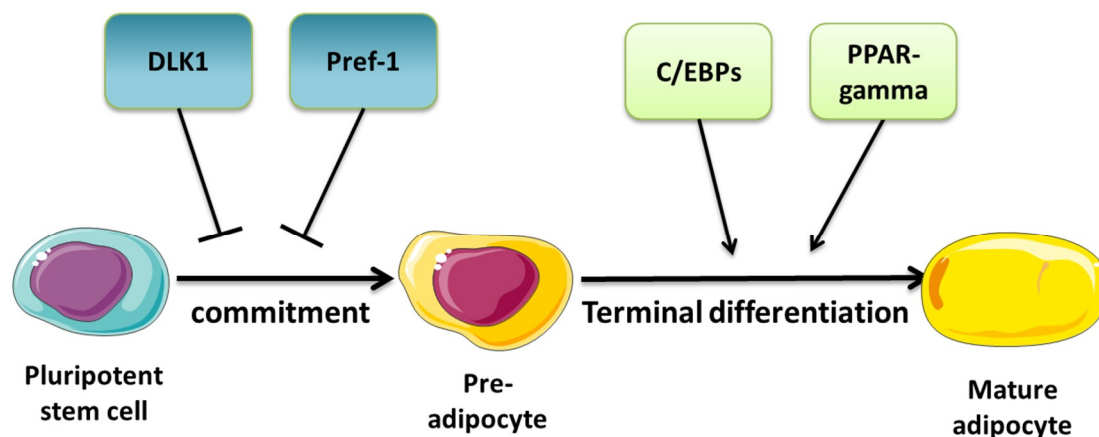 DLK1
Pref-1
C/EBPs
PPAR-
gamma
commitment
Terminal differentiation
Pluripotent
stem cell
Pre-
adipocyte
Mature
adipocyte